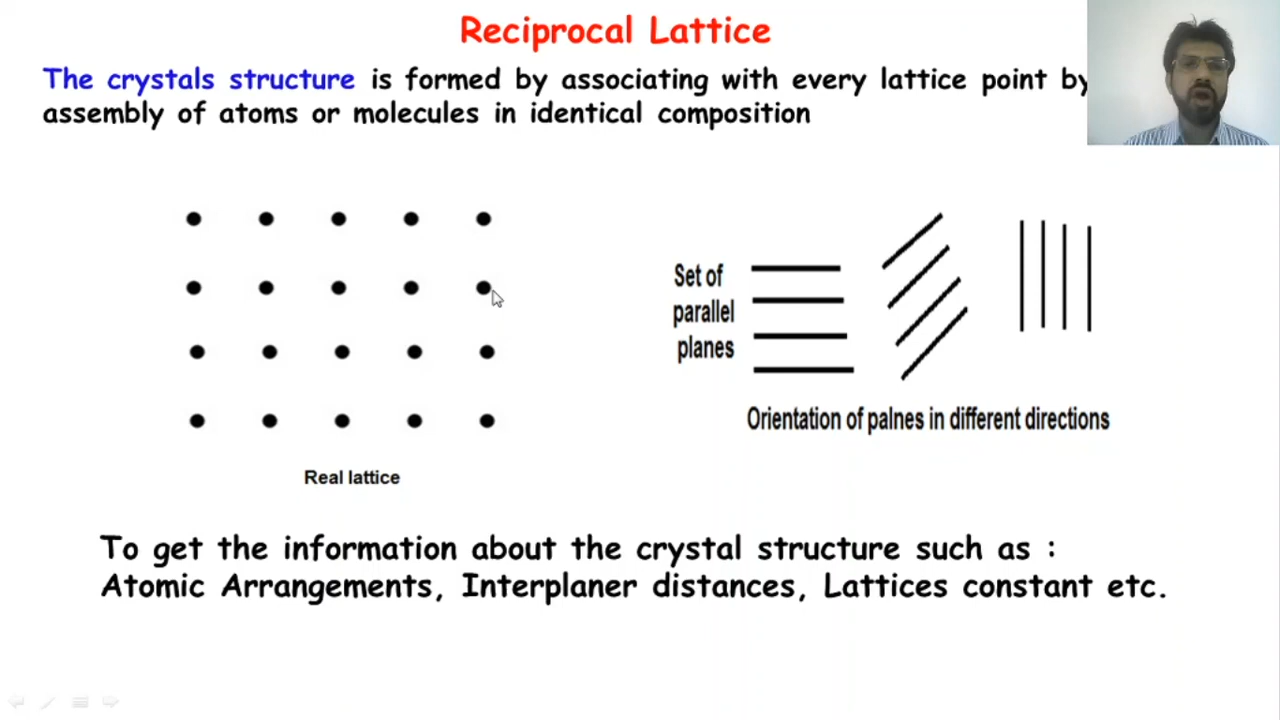 Reciprocal Lattice
The crystals structure is formed by associating with every lattice point by
assembly of atoms or molecules in identical composition
Set of
parallel
planes
Orientation of palnes in different directions
Real lattice
To get the information about the crystal structure such as :
Atomic Arrangements, Interplaner distances, Lattices constant etc.